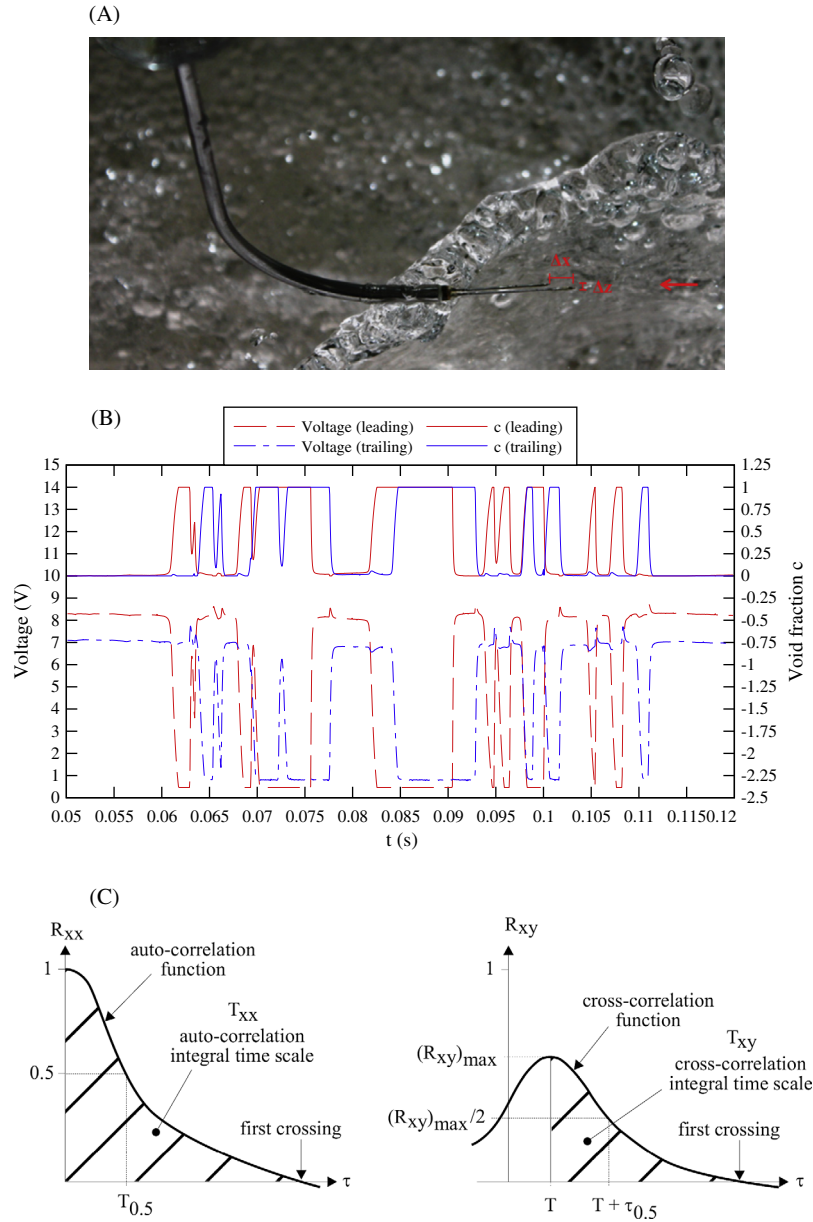 (A)
Δx
Δz
(B)
Voltage (leading) c (leading)
Voltage (trailing) c (trailing)
15 1.25
14 1
13 0.75
12 0.5
11 0.25
10 0
9 -0.25
8 -0.5
7 -0.75
6 -1
5 -1.25
4 -1.5
3 -1.75
2 -2
1 -2.25
0 -2.5
Voltage (V)
Void fraction c
0.05 0.055 0.06 0.065 0.07 0.075 0.08 0.085 0.09 0.095 0.1 0.105 0.11 0.115 0.12
t (s)
(C)
Rxx
1
auto-correlation
function
Txx
auto-correlation
integral time scale
0.5
first crossing
T0.5
τ
Rxy
1
cross-correlation
function
(Rxy)max
Txy
cross-correlation
integral time scale
(Rxy)max/2
first crossing
T
T + τ0.5
τ